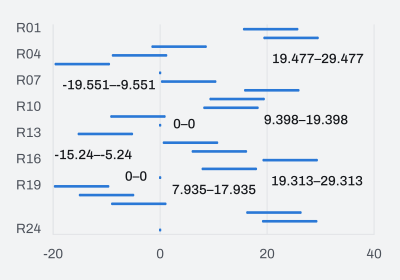 R01
R04
19.477–29.477
R07
-19.551–-9.551
R10
9.398–19.398
0–0
R13
-15.24–-5.24
R16
0–0
19.313–29.313
R19
7.935–17.935
R24
-20 0 20 40